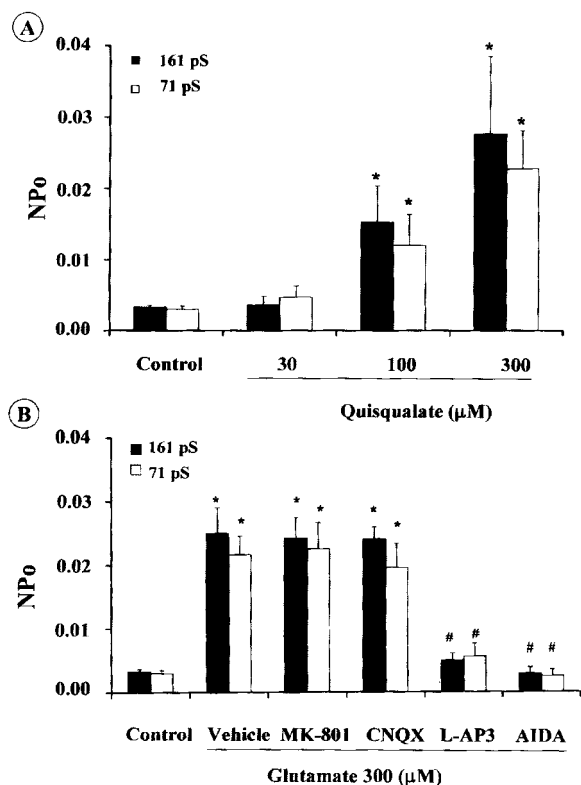 A
0.04
161 pS
71 pS
0.03
0.02
0.01
0.00
NPo
* * * *
Control 30 100 300
Quisqualate (µM)
B
0.04
161 pS
71 pS
0.03
0.02
0.01
0.00
NPo
* * * * * * # # # #
Control Vehicle MK-801 CNQX L-AP3 AIDA
Glutamate 300 (µM)